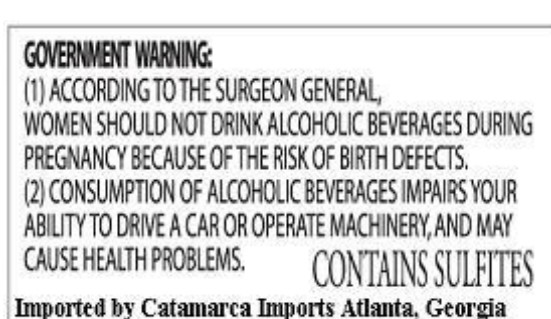 GOVERNMENT WARNING:
(1) ACCORDING TO THE SURGEON GENERAL,
WOMEN SHOULD NOT DRINK ALCOHOLIC BEVERAGES DURING
PREGNANCY BECAUSE OF THE RISK OF BIRTH DEFECTS.
(2) CONSUMPTION OF ALCOHOLIC BEVERAGES IMPAIRS YOUR
ABILITY TO DRIVE A CAR OR OPERATE MACHINERY, AND MAY
CAUSE HEALTH PROBLEMS. CONTAINS SULFITES
Imported by Catamarca Imports Atlanta, Georgia